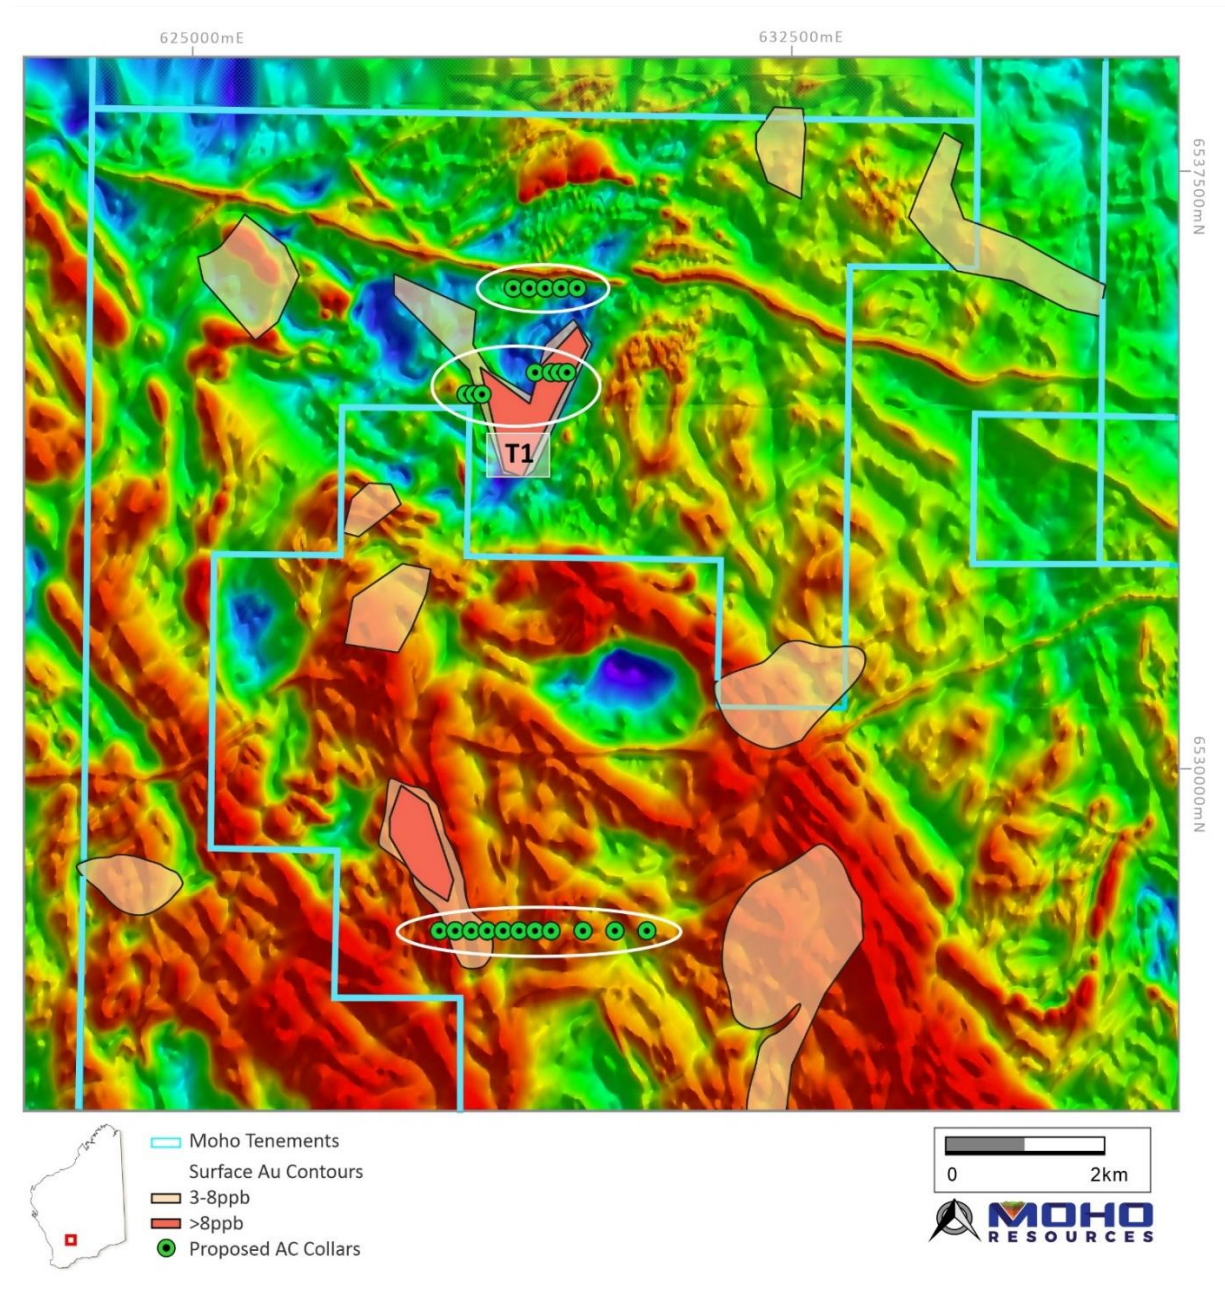 625000mE
632500mE
6537500mN
T1
6530000mN
Moho Tenements
Surface Au Contours
3-8ppb
>8ppb
Proposed AC Collars
0 2km
MOHO
RESOURCES